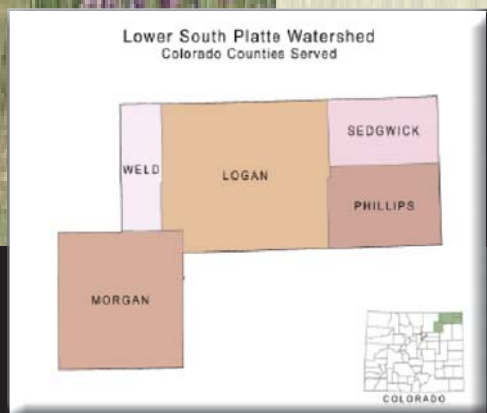 Lower South Platte Watershed
Colorado Counties Served
SEDGWICK
WELD
LOGAN
PHILLIPS
MORGAN
COLORADO